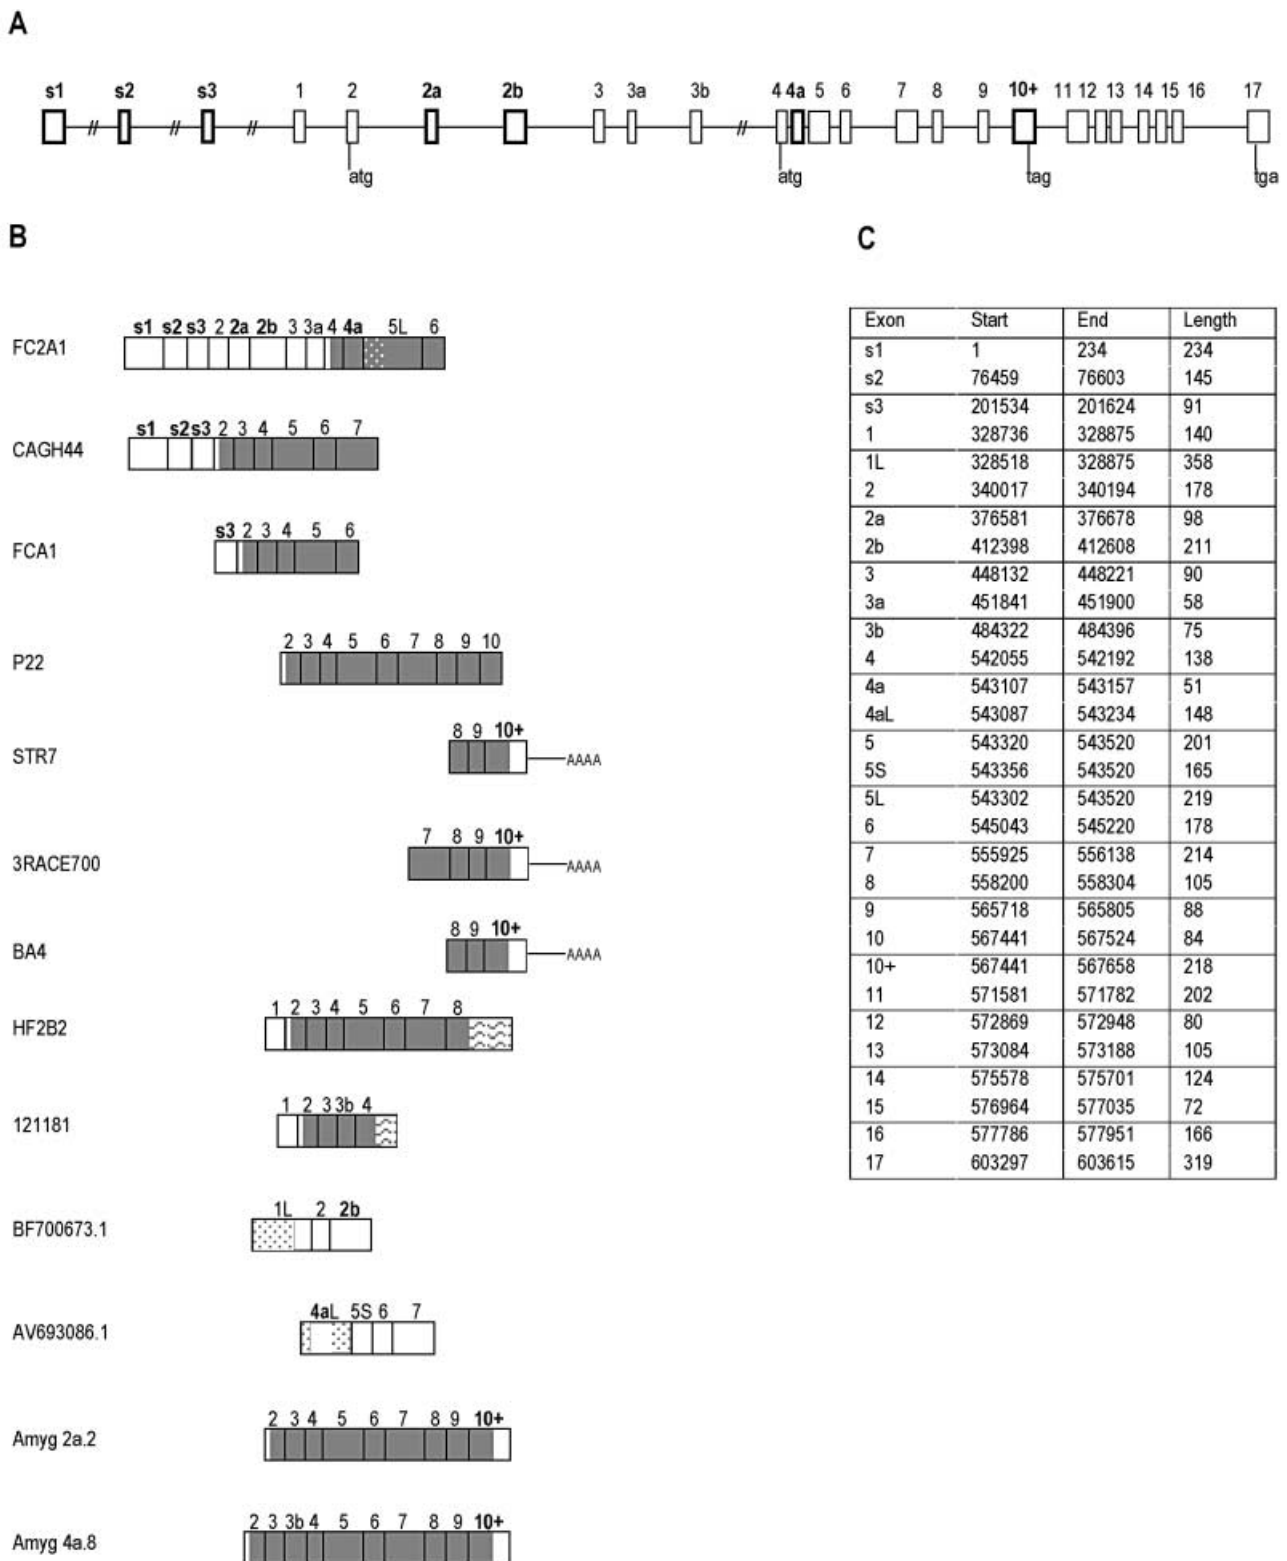 A
s1 s2 s3 1 2 2a 2b 3 3a 3b 4 4a 5 6 7 8 9 10+ 11 12 13 14 15 16 17
// // // //
atg atg tag tga
B
FC2A1 s1 s2 s3 2 2a 2b 3 3a 4 4a 5L 6
CAGH44 s1 s2 s3 2 3 4 5 6 7
FCA1 s3 2 3 4 5 6
P22 2 3 4 5 6 7 8 9 10
STR7 8 9 10+ AAAA
3RACE700 7 8 9 10+ AAAA
BA4 8 9 10+ AAAA
HF2B2 1 2 3 4 5 6 7 8
121181 1 2 3 3b 4
BF700673.1 1L 2 2b
AV693086.1 4aL 5S 6 7
Amyg 2a.2 2 3 4 5 6 7 8 9 10+
Amyg 4a.8 2 3 3b 4 5 6 7 8 9 10+
C
Exon Start End Length
s1 1 234 234
s2 76459 76603 145
s3 201534 201624 91
1 328736 328875 140
1L 328518 328875 358
2 340017 340194 178
2a 376581 376678 98
2b 412398 412608 211
3 448132 448221 90
3a 451841 451900 58
3b 484322 484396 75
4 542055 542192 138
4a 543107 543157 51
4aL 543087 543234 148
5 543320 543520 201
5S 543356 543520 165
5L 543302 543520 219
6 545043 545220 178
7 555925 556138 214
8 558200 558304 105
9 565718 565805 88
10 567441 567524 84
10+ 567441 567658 218
11 571581 571782 202
12 572869 572948 80
13 573084 573188 105
14 575578 575701 124
15 576964 577035 72
16 577786 577951 166
17 603297 603615 319